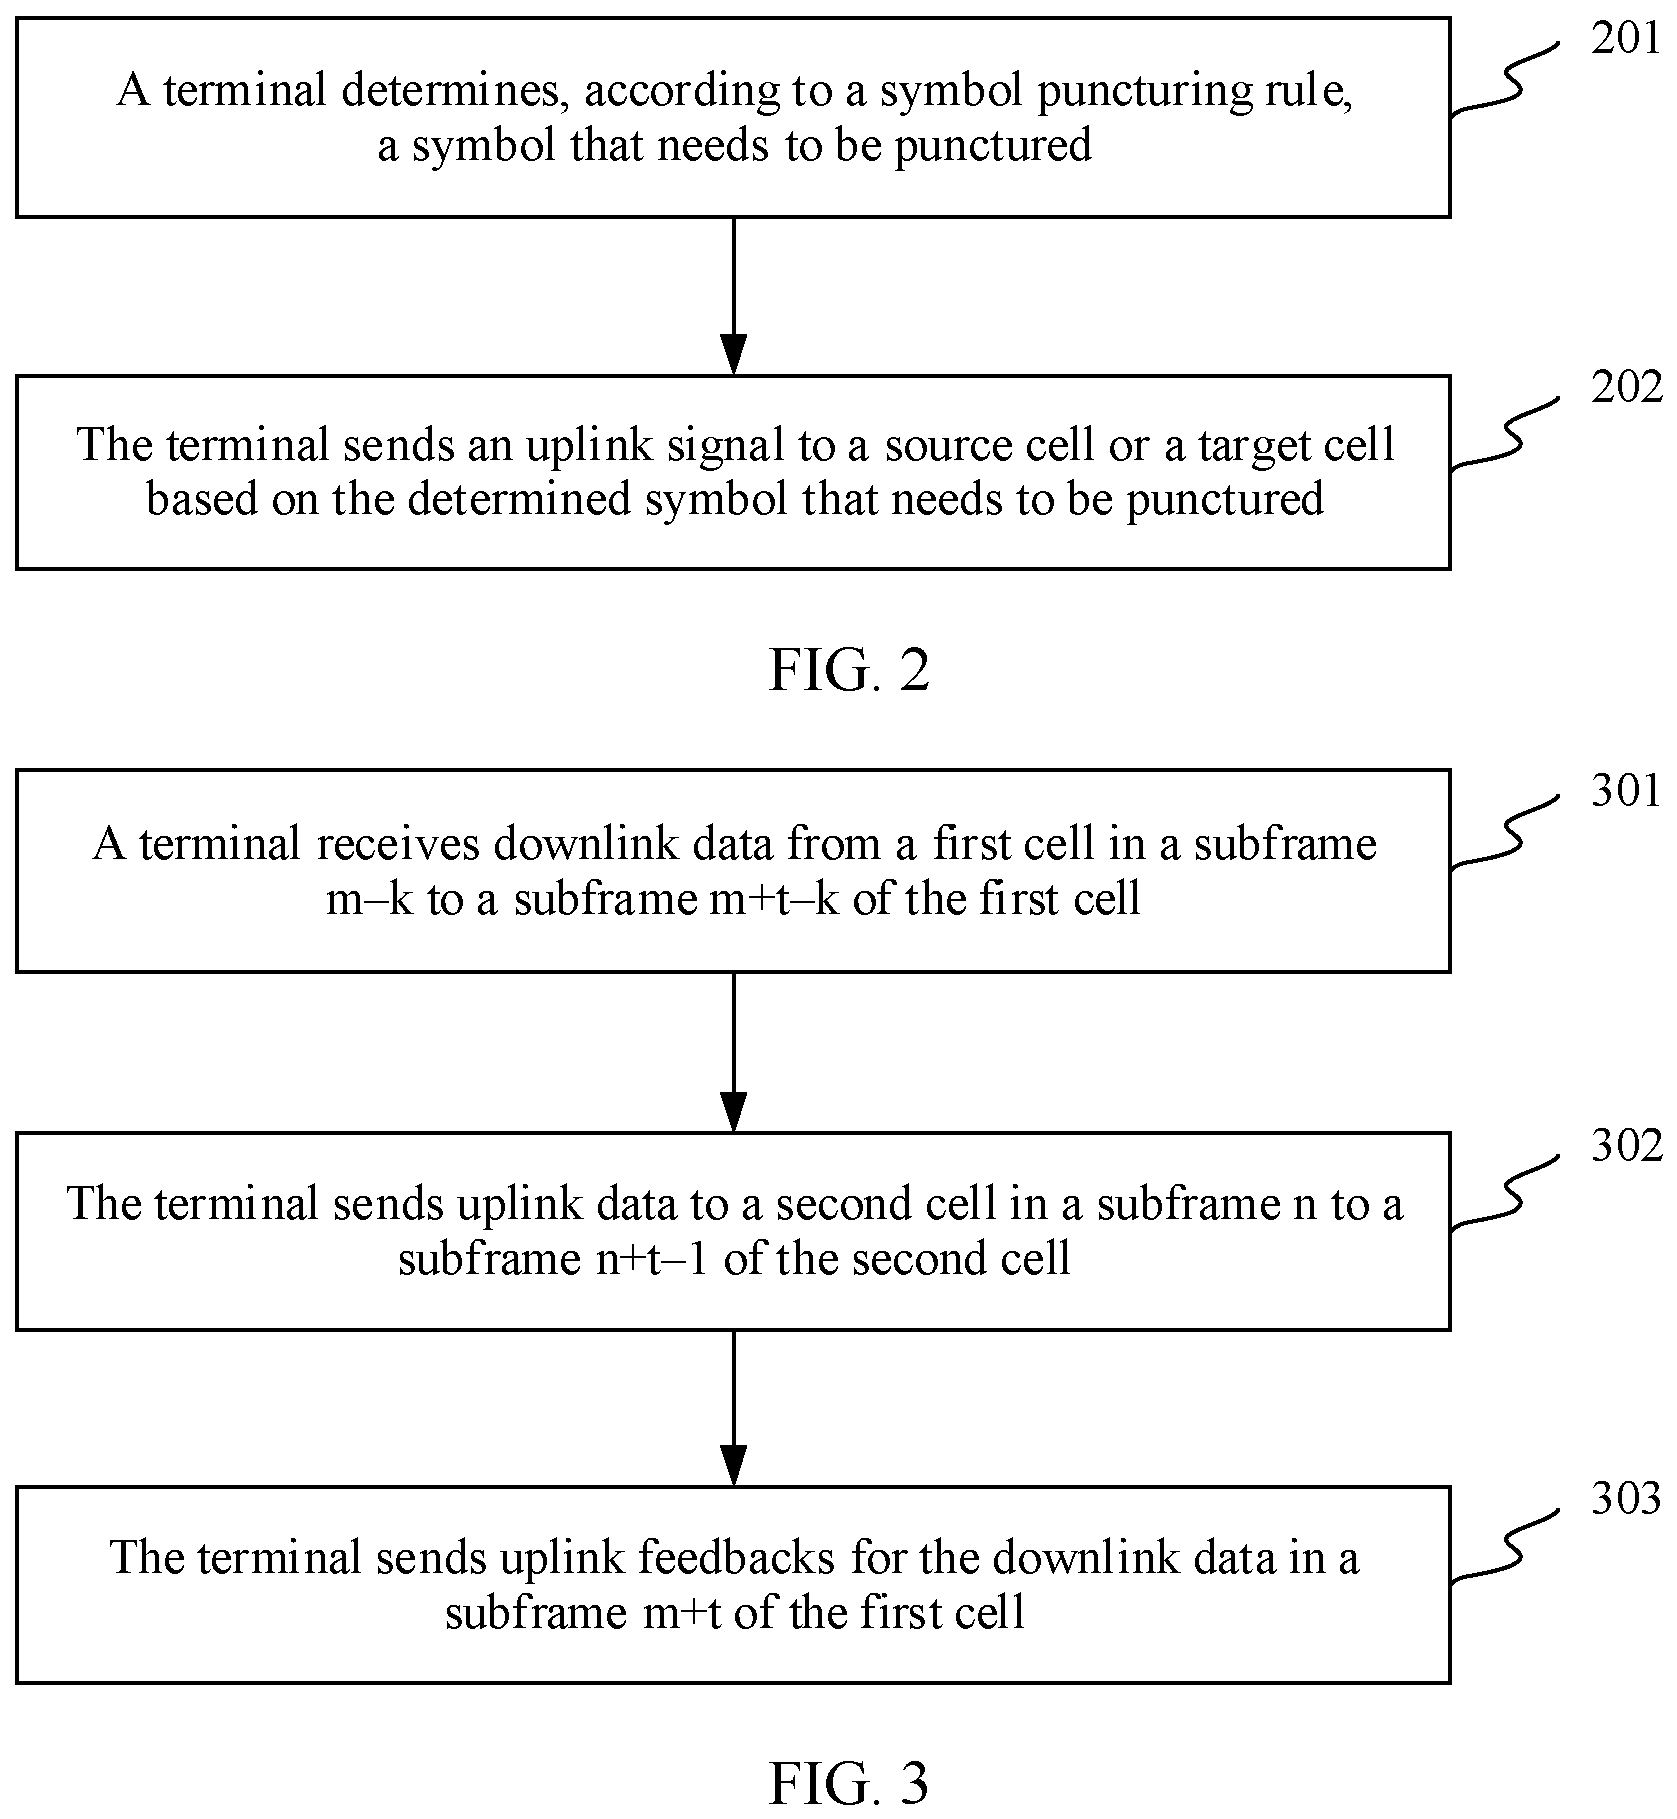 A terminal determines, according to a symbol puncturing rule,
a symbol that needs to be punctured
201
The terminal sends an uplink signal to a source cell or a target cell
based on the determined symbol that needs to be punctured
202
FIG. 2
A terminal receives downlink data from a first cell in a subframe
m–k to a subframe m+t–k of the first cell
301
The terminal sends uplink data to a second cell in a subframe n to a
subframe n+t–1 of the second cell
302
The terminal sends uplink feedbacks for the downlink data in a
subframe m+t of the first cell
303
FIG. 3